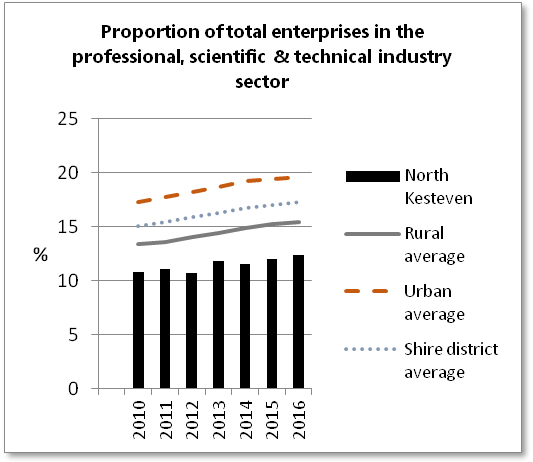 Proportion of total enterprises in the
professional, scientific & technical industry
sector
25
20
15
10
5
0
%
2010
2011
2012
2013
2014
2015
2016
North
Kesteven
Rural
average
Urban
average
Shire district
average